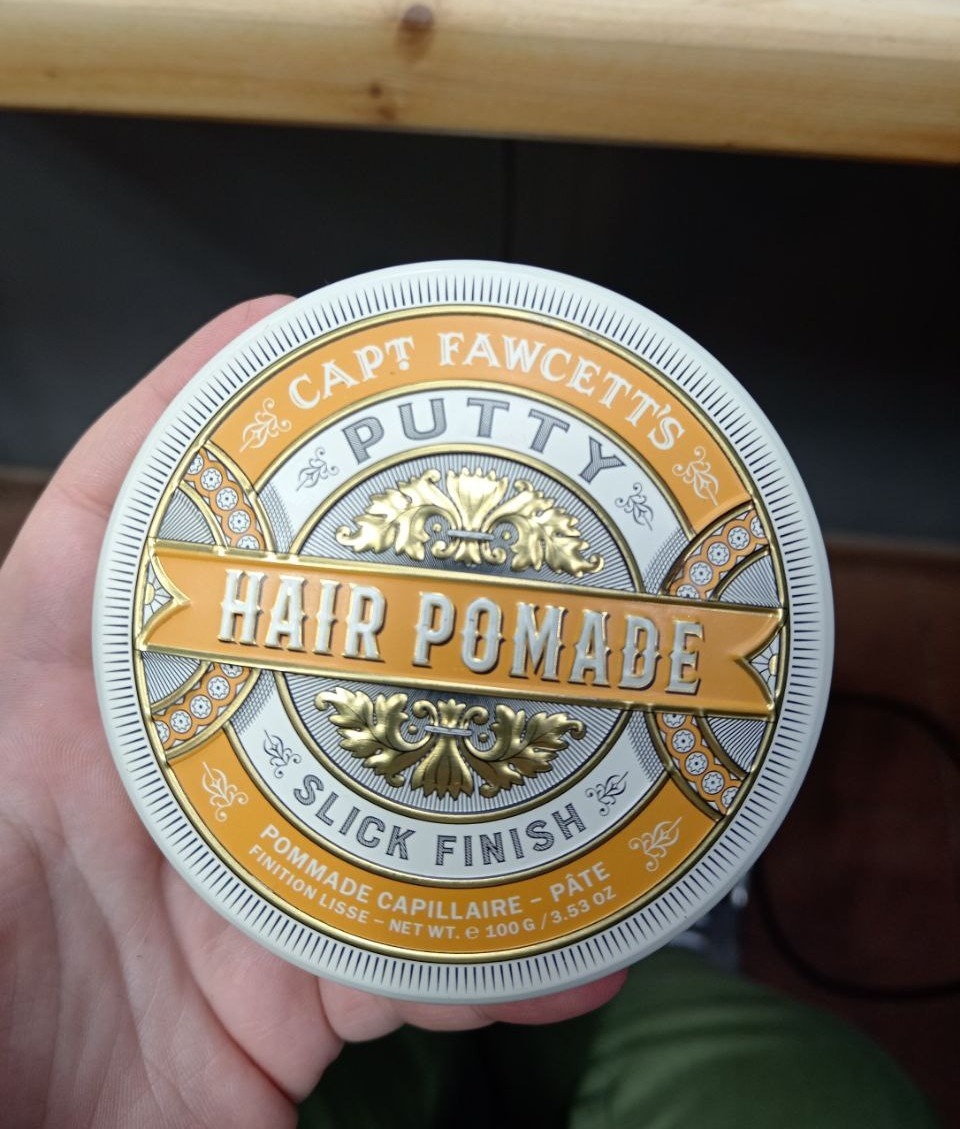 CAPT FAWCETT'S
PUTTY
HAIR POMADE
SLICK FINISH
POMMADE CAPILLAIRE – PÂTE
FINITION LISSE – NET WT. ℮ 100 G / 3.53 OZ